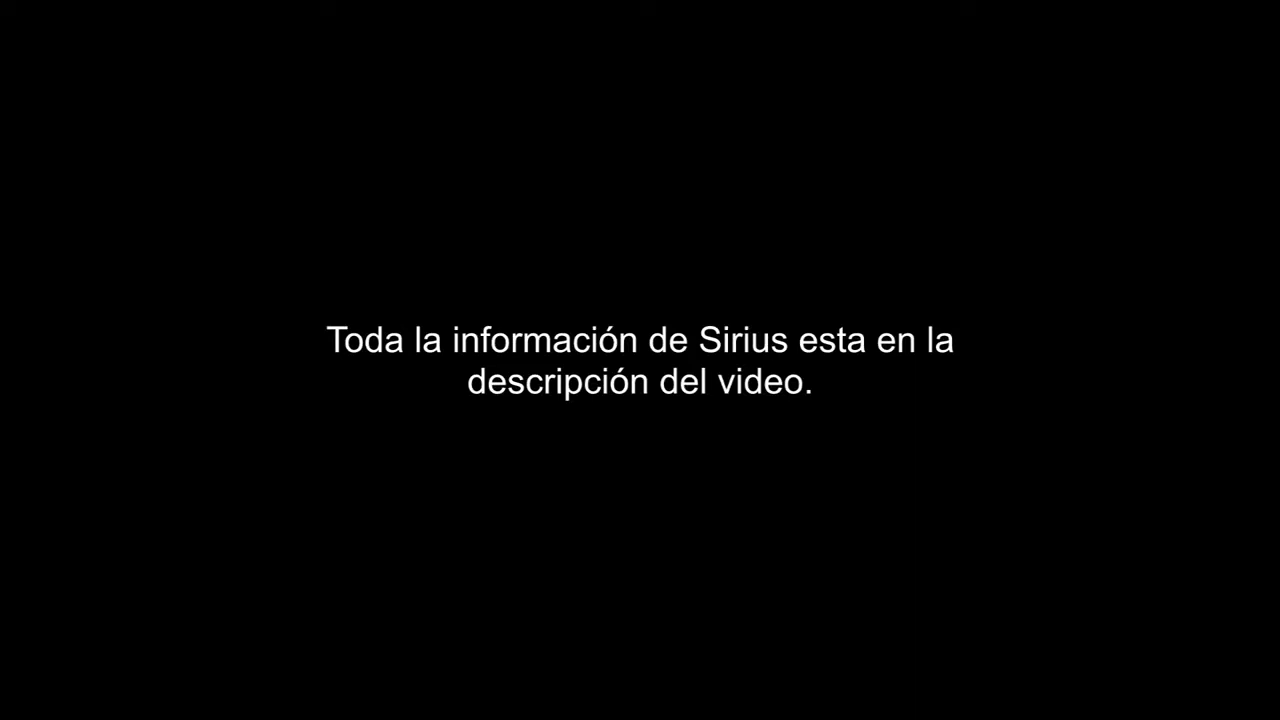 Toda la información de Sirius esta en la
descripción del video.